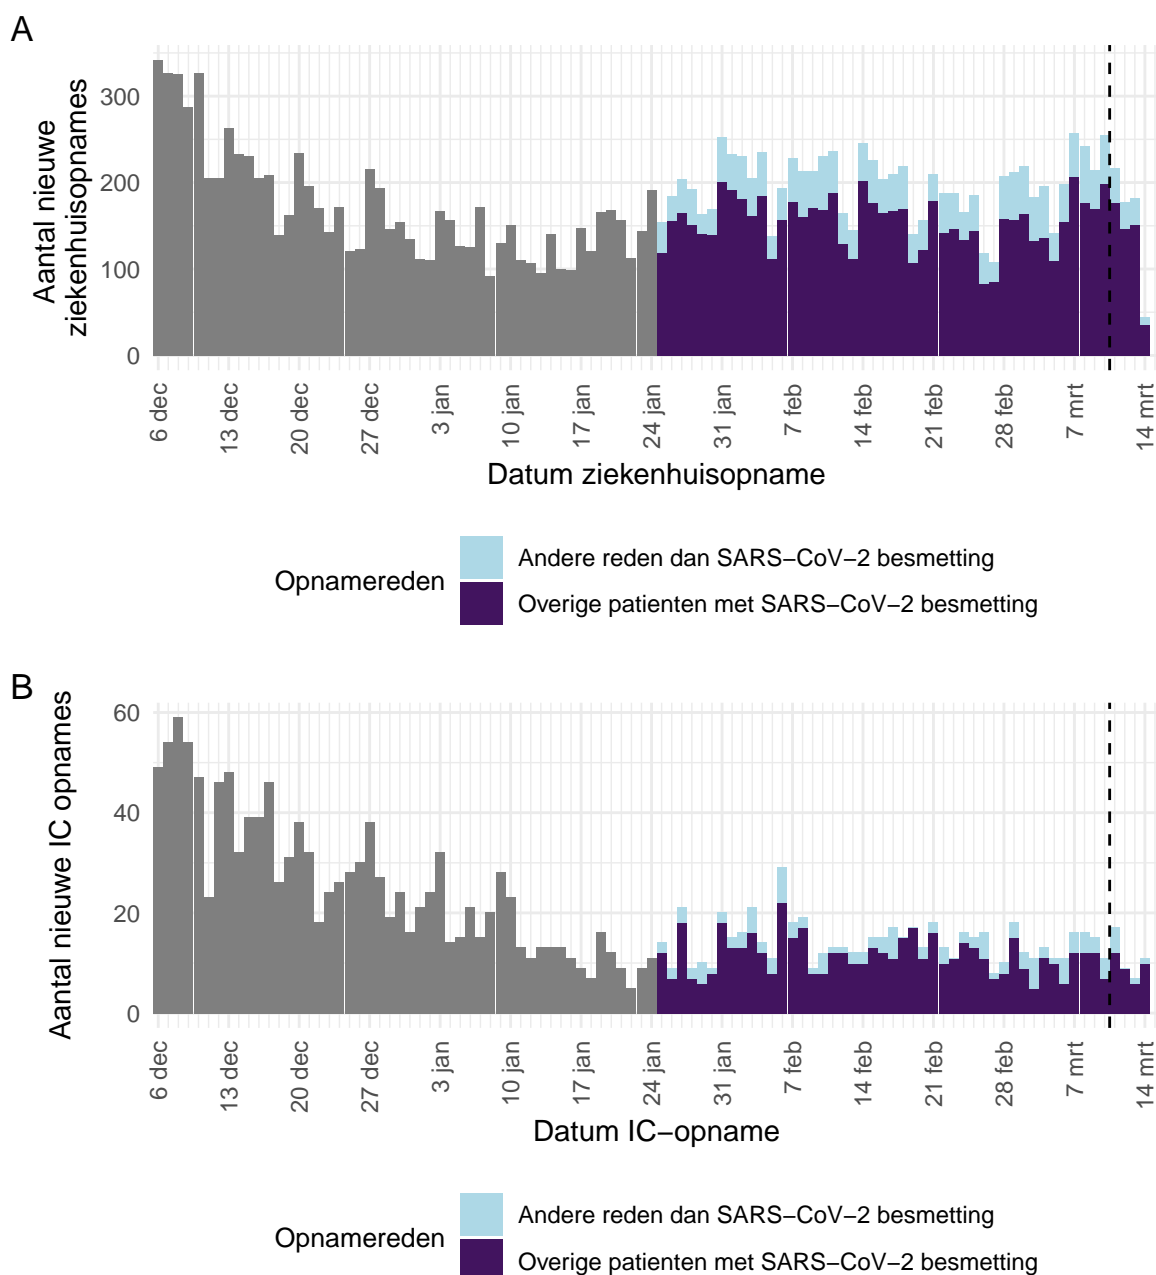 A
Aantal nieuwe
ziekenhuisopnames
300
200
100
0
6 dec
13 dec
20 dec
27 dec
3 jan
10 jan
17 jan
24 jan
31 jan
7 feb
14 feb
21 feb
28 feb
7 mrt
14 mrt
Datum ziekenhuisopname
Opnamereden
Andere reden dan SARS−CoV−2 besmetting
Overige patienten met SARS−CoV−2 besmetting
B
Aantal nieuwe IC opnames
60
40
20
0
6 dec
13 dec
20 dec
27 dec
3 jan
10 jan
17 jan
24 jan
31 jan
7 feb
14 feb
21 feb
28 feb
7 mrt
14 mrt
Datum IC−opname
Opnamereden
Andere reden dan SARS−CoV−2 besmetting
Overige patienten met SARS−CoV−2 besmetting